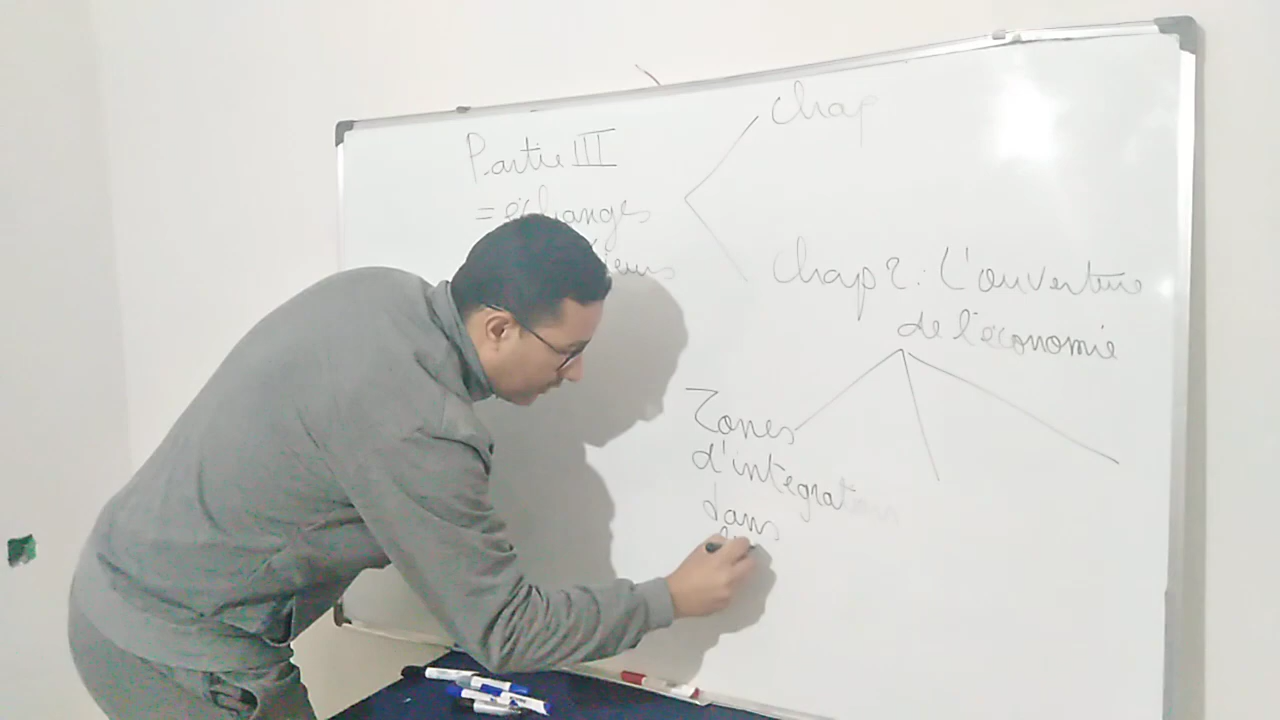 Partie III
= échanges
Chap
Chap 2 : L'ouverture
de l'économie
Zones
d'intégration
dans